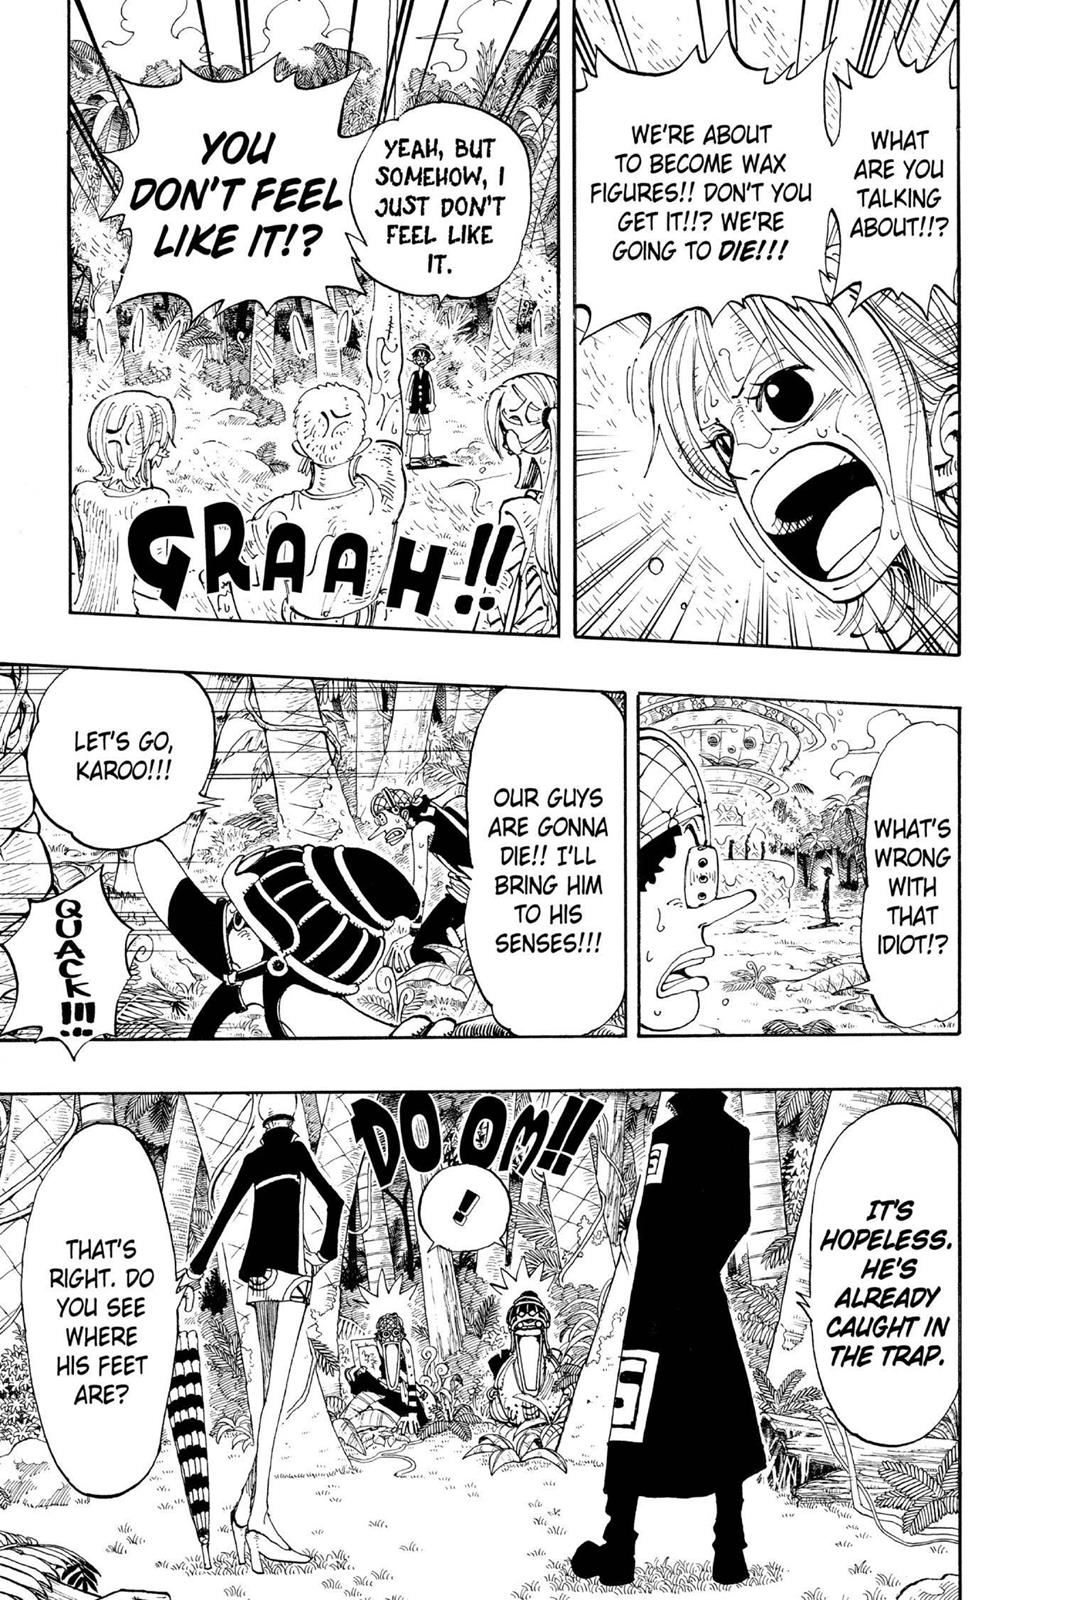 WHAT
ARE YOU
TALKING
ABOUT!!?
WE'RE ABOUT
TO BECOME WAX
FIGURES!! DON'T YOU
GET IT!!? WE'RE
GOING TO DIE!!!
YEAH, BUT
SOMEHOW, I
JUST DON'T
FEEL LIKE
IT.
YOU
DON'T FEEL
LIKE IT!?
GRAAH!!
WHAT'S
WRONG
WITH
THAT
IDIOT!?
OUR GUYS
ARE GONNA
DIE!! I'LL
BRING HIM
TO HIS
SENSES!!!
LET'S GO,
KAROO!!!
QUACK!!!
IT'S
HOPELESS.
HE'S
ALREADY
CAUGHT IN
THE TRAP.
DOOM!!
!
THAT'S
RIGHT. DO
YOU SEE
WHERE
HIS FEET
ARE?
5
5